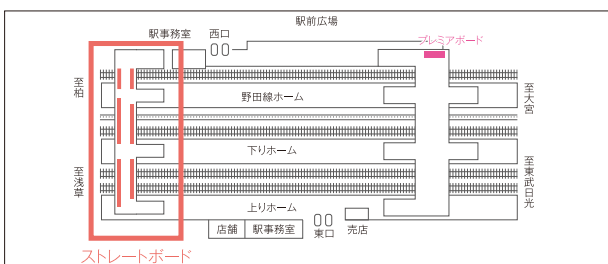 駅前広場
駅事務室
西口
プレミアボード
至柏
野田線ホーム
至大宮
下りホーム
至浅草
至東武日光
上りホーム
店舗
駅事務室
東口
売店
ストレートボード